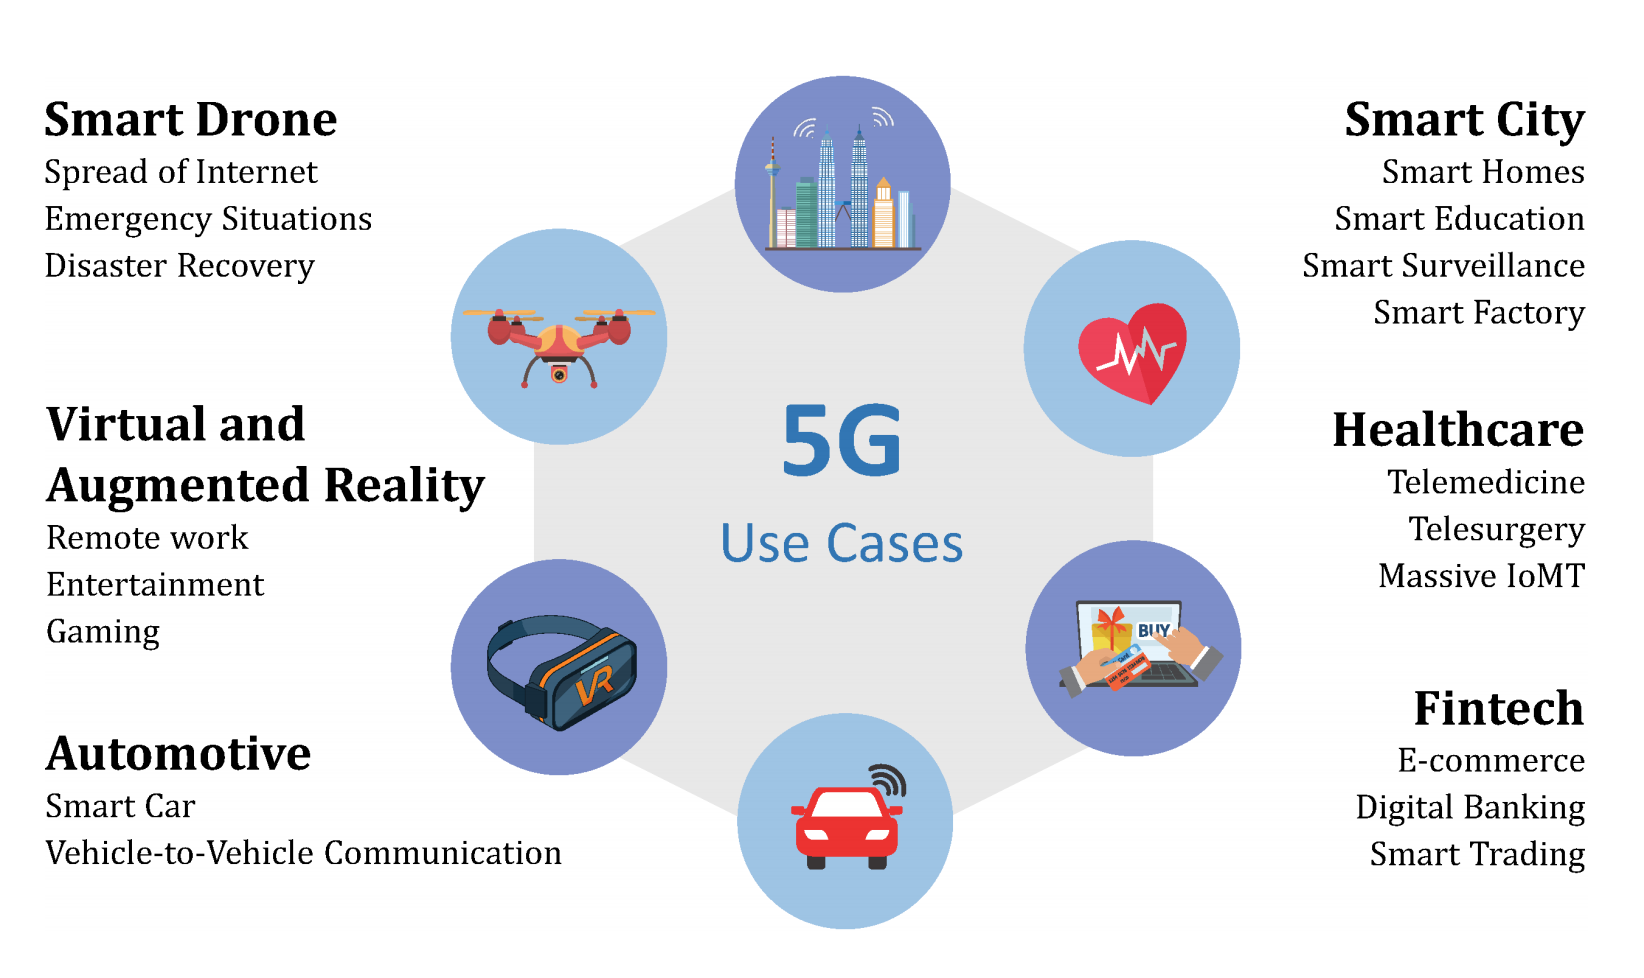 Smart Drone
Spread of Internet
Emergency Situations
Disaster Recovery
Virtual and
Augmented Reality
Remote work
Entertainment
Gaming
Automotive
Smart Car
Vehicle-to-Vehicle Communication
5G
Use Cases
VR
BUY
Smart City
Smart Homes
Smart Education
Smart Surveillance
Smart Factory
Healthcare
Telemedicine
Telesurgery
Massive IoMT
Fintech
E-commerce
Digital Banking
Smart Trading